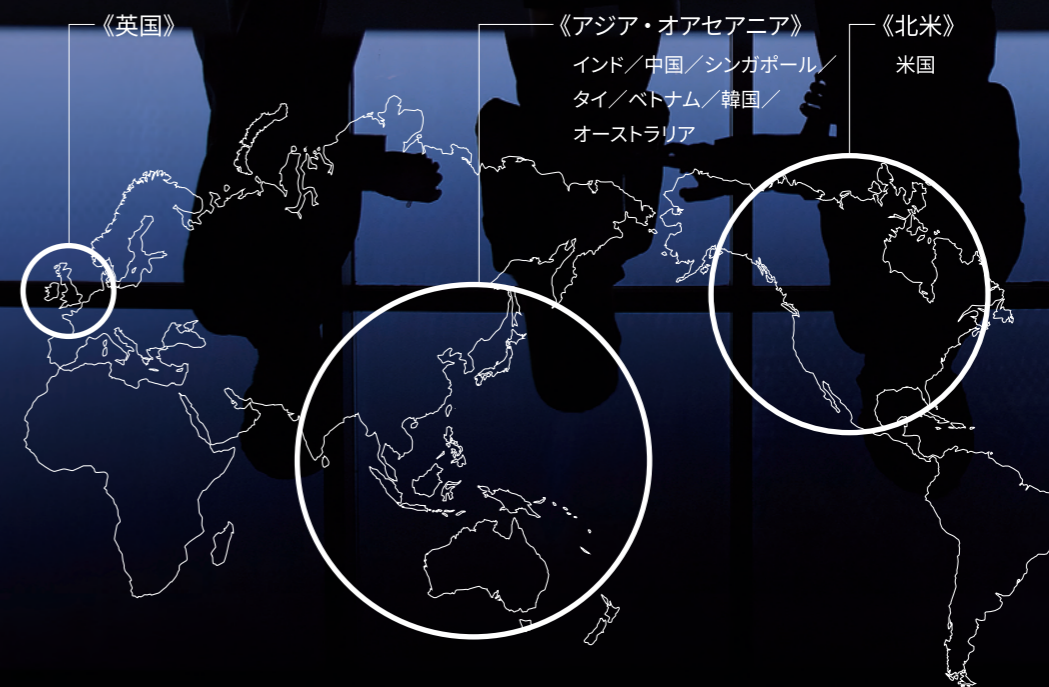 《英国》
《アジア・オアセアニア》
インド／中国／シンガポール／
タイ／ベトナム／韓国／
オーストラリア
《北米》
米国